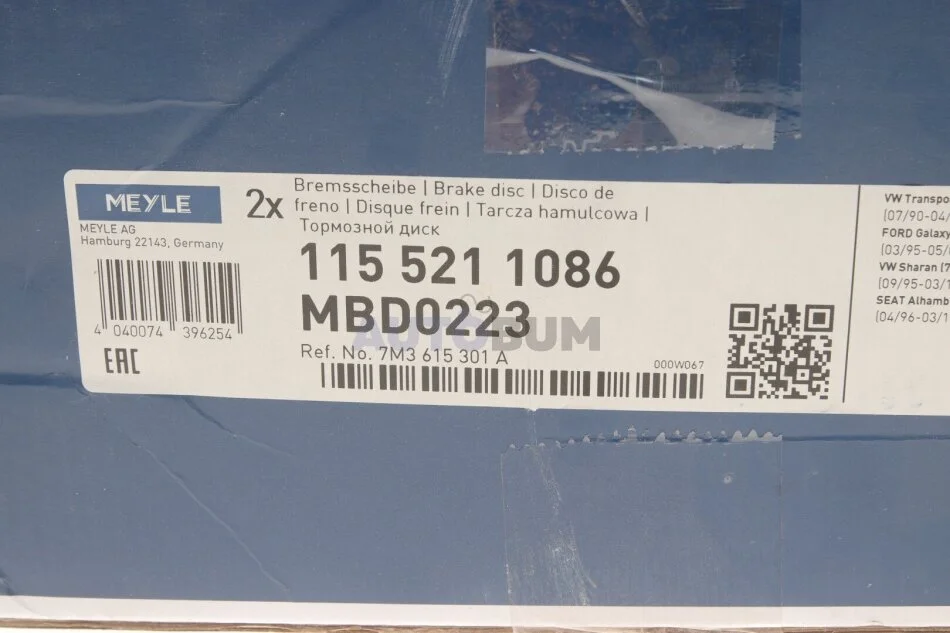 MEYLE
MEYLE AG
Hamburg 22143, Germany
4 040074 396254
EAC
2x
Bremsscheibe | Brake disc | Disco de
freno | Disque frein | Tarcza hamulcowa |
Тормозной диск
115 521 1086
MBD0223
AUTOBUM
Ref. No. 7M3 615 301 A
000W067
VW Transpo
(07/90-04/
FORD Galaxy
(03/95-05/
VW Sharan (7
(09/95-03/1
SEAT Alhamb
(04/96-03/1